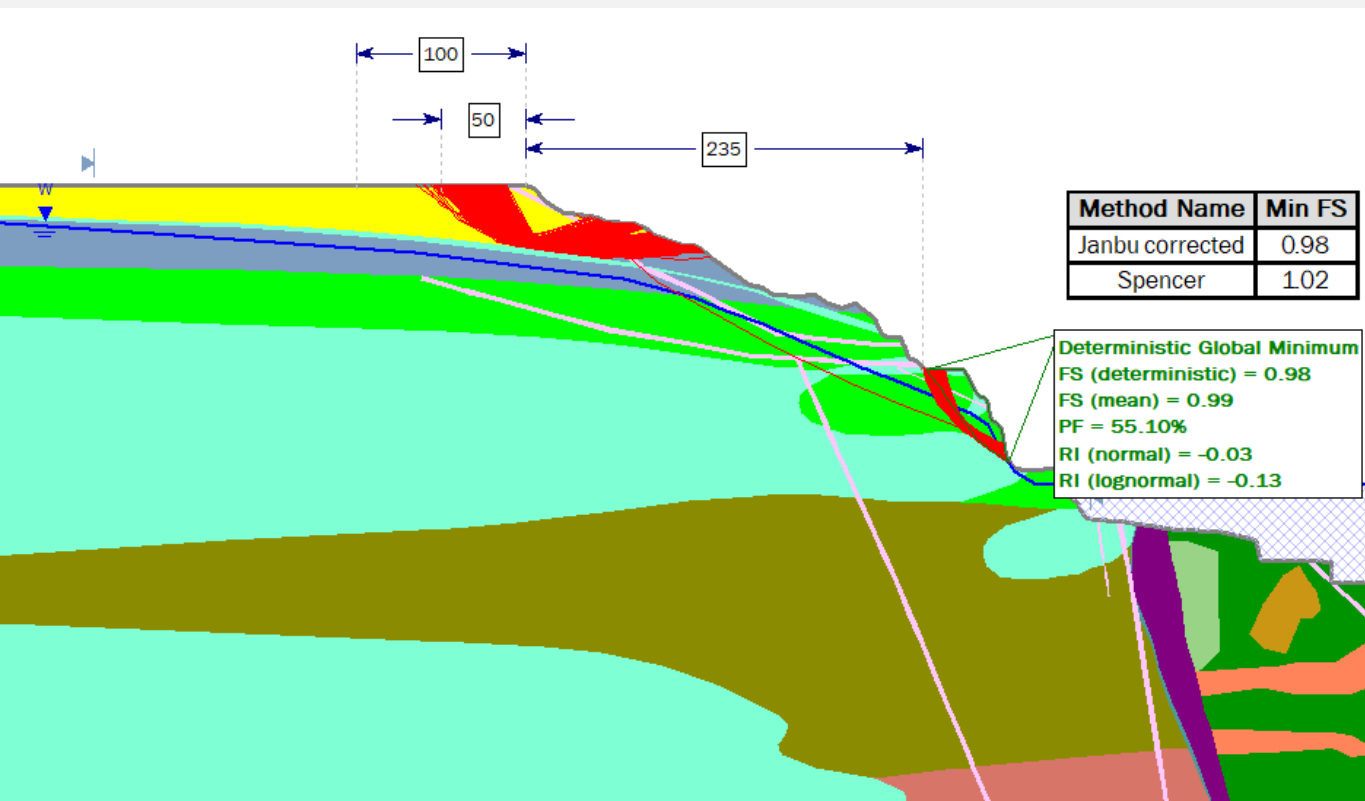 100
50
235
W
Method Name Min FS
Janbu corrected 0.98
Spencer 1.02
Deterministic Global Minimum
FS (deterministic) = 0.98
FS (mean) = 0.99
PF = 55.10%
RI (normal) = -0.03
RI (lognormal) = -0.13